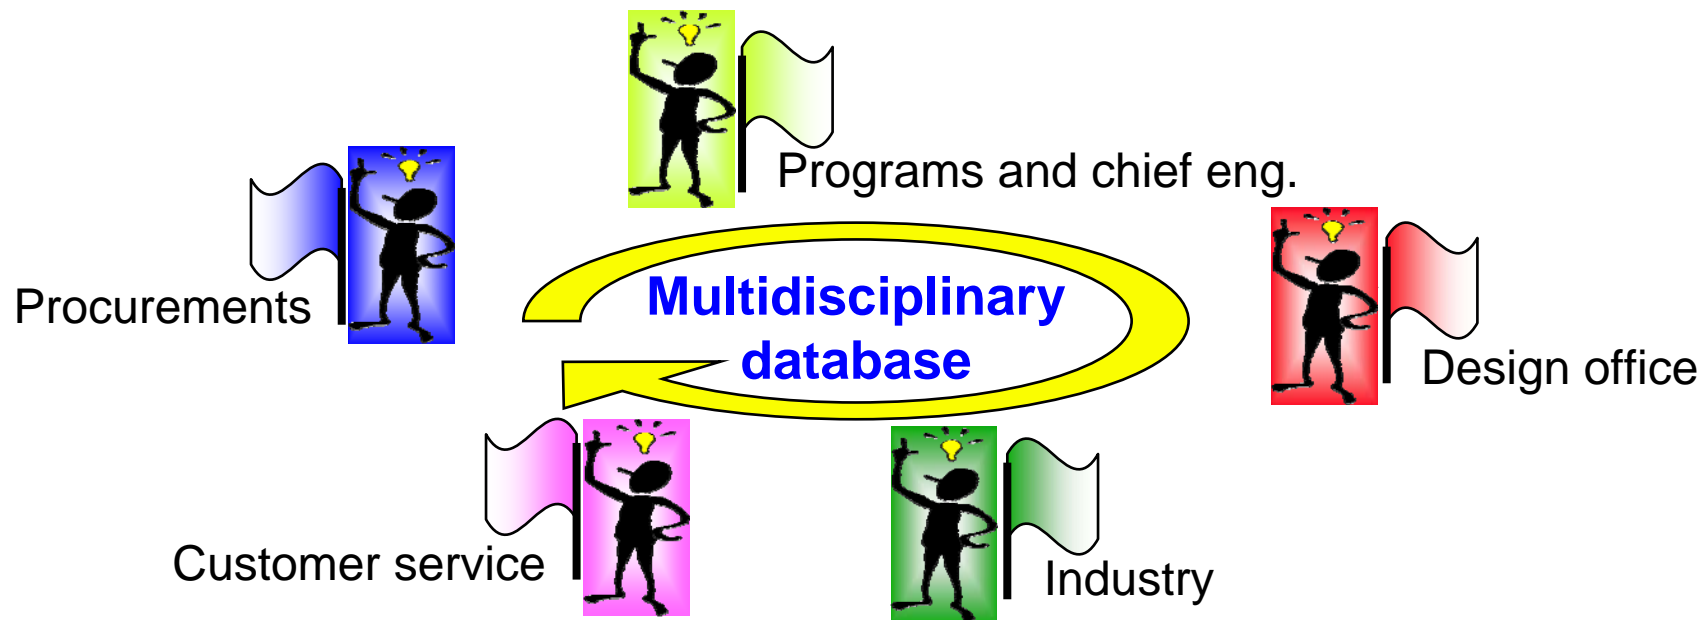 Programs and chief eng.
Procurements
Multidisciplinary
database
Design office
Customer service
Industry